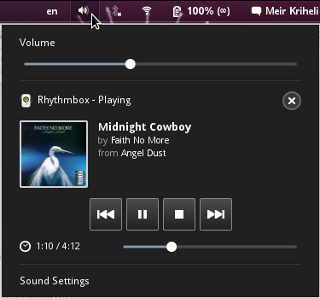 en 100% (∞) Meir Kriheli
Volume
Rhythmbox - Playing
FAITH NO MORE
Midnight Cowboy
by Faith No More
from Angel Dust
1:10 / 4:12
Sound Settings